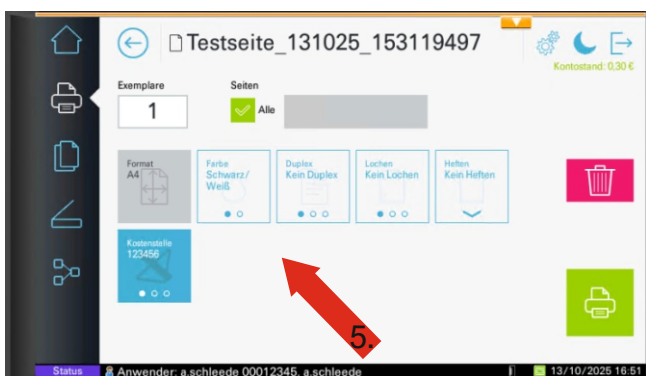 Testseite_131025_153119497
Kontostand: 0,30 €
Exemplare
Seiten
1
Alle
Format
A4
Farbe
Schwarz/
Weiß
Duplex
Kein Duplex
Lochen
Kein Lochen
Heften
Kein Heften
Kostenstelle
123456
5.
Status
Anwender: a.schleede 00012345, a.schleede
13/10/2025 16:51